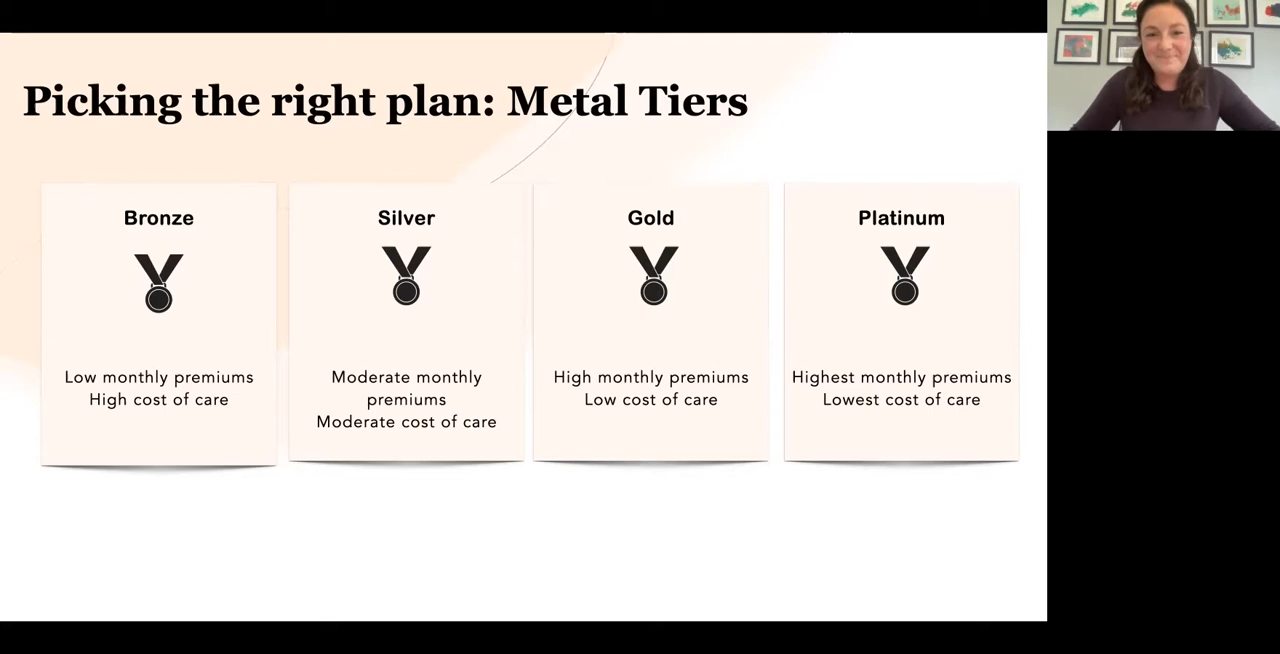 Picking the right plan: Metal Tiers
Bronze
Low monthly premiums
High cost of care
Silver
Moderate monthly
premiums
Moderate cost of care
Gold
High monthly premiums
Low cost of care
Platinum
Highest monthly premiums
Lowest cost of care